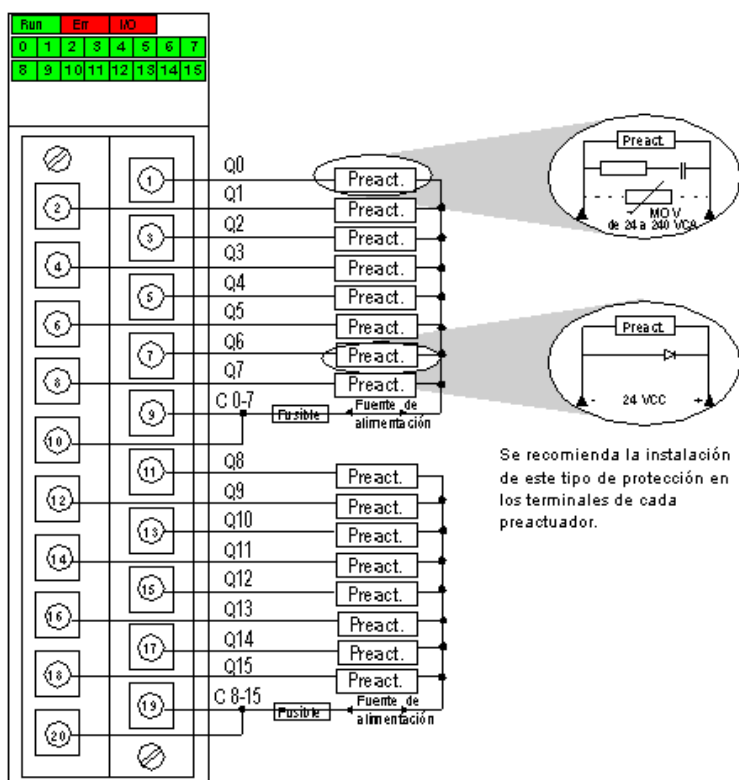 Run Err I/O
0 1 2 3 4 5 6 7
8 9 10 11 12 13 14 15
1 Q0 Preact.
2 Q1 Preact.
3 Q2 Preact.
4 Q3 Preact.
5 Q4 Preact.
6 Q5 Preact.
7 Q6 Preact.
8 Q7 Preact.
9 C 0-7 Fusible Fuente de alimentación
10
11 Q8 Preact.
12 Q9 Preact.
13 Q10 Preact.
14 Q11 Preact.
15 Q12 Preact.
16 Q13 Preact.
17 Q14 Preact.
18 Q15 Preact.
19 C 8-15 Fusible Fuente de alimentación
20
Preact.
MOV
de 24 a 240 VCA
Preact.
- 24 VCC +
Se recomienda la instalación
de este tipo de protección en
los terminales de cada
preactuador.